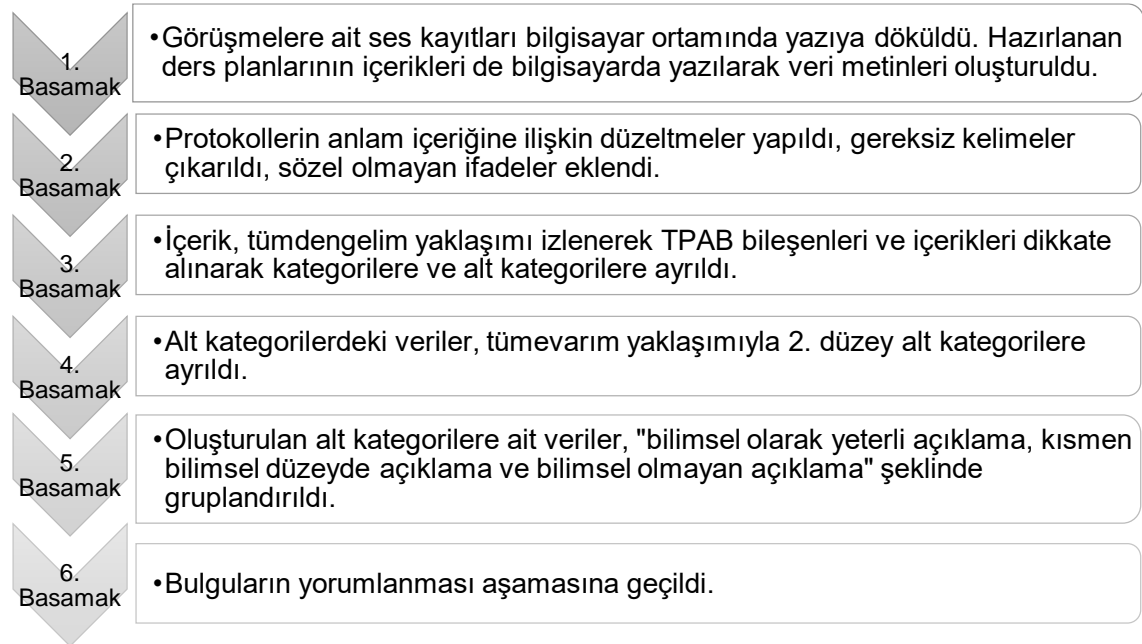 1.
Basamak
•Görüşmelere ait ses kayıtları bilgisayar ortamında yazıya döküldü. Hazırlanan
ders planlarının içerikleri de bilgisayarda yazılarak veri metinleri oluşturuldu.
2.
Basamak
•Protokollerin anlam içeriğine ilişkin düzeltmeler yapıldı, gereksiz kelimeler
çıkarıldı, sözel olmayan ifadeler eklendi.
3.
Basamak
•İçerik, tümdengelim yaklaşımı izlenerek TPAB bileşenleri ve içerikleri dikkate
alınarak kategorilere ve alt kategorilere ayrıldı.
4.
Basamak
•Alt kategorilerdeki veriler, tümevarım yaklaşımıyla 2. düzey alt kategorilere
ayrıldı.
5.
Basamak
•Oluşturulan alt kategorilere ait veriler, "bilimsel olarak yeterli açıklama, kısmen
bilimsel düzeyde açıklama ve bilimsel olmayan açıklama" şeklinde
gruplandırıldı.
6.
Basamak
•Bulguların yorumlanması aşamasına geçildi.